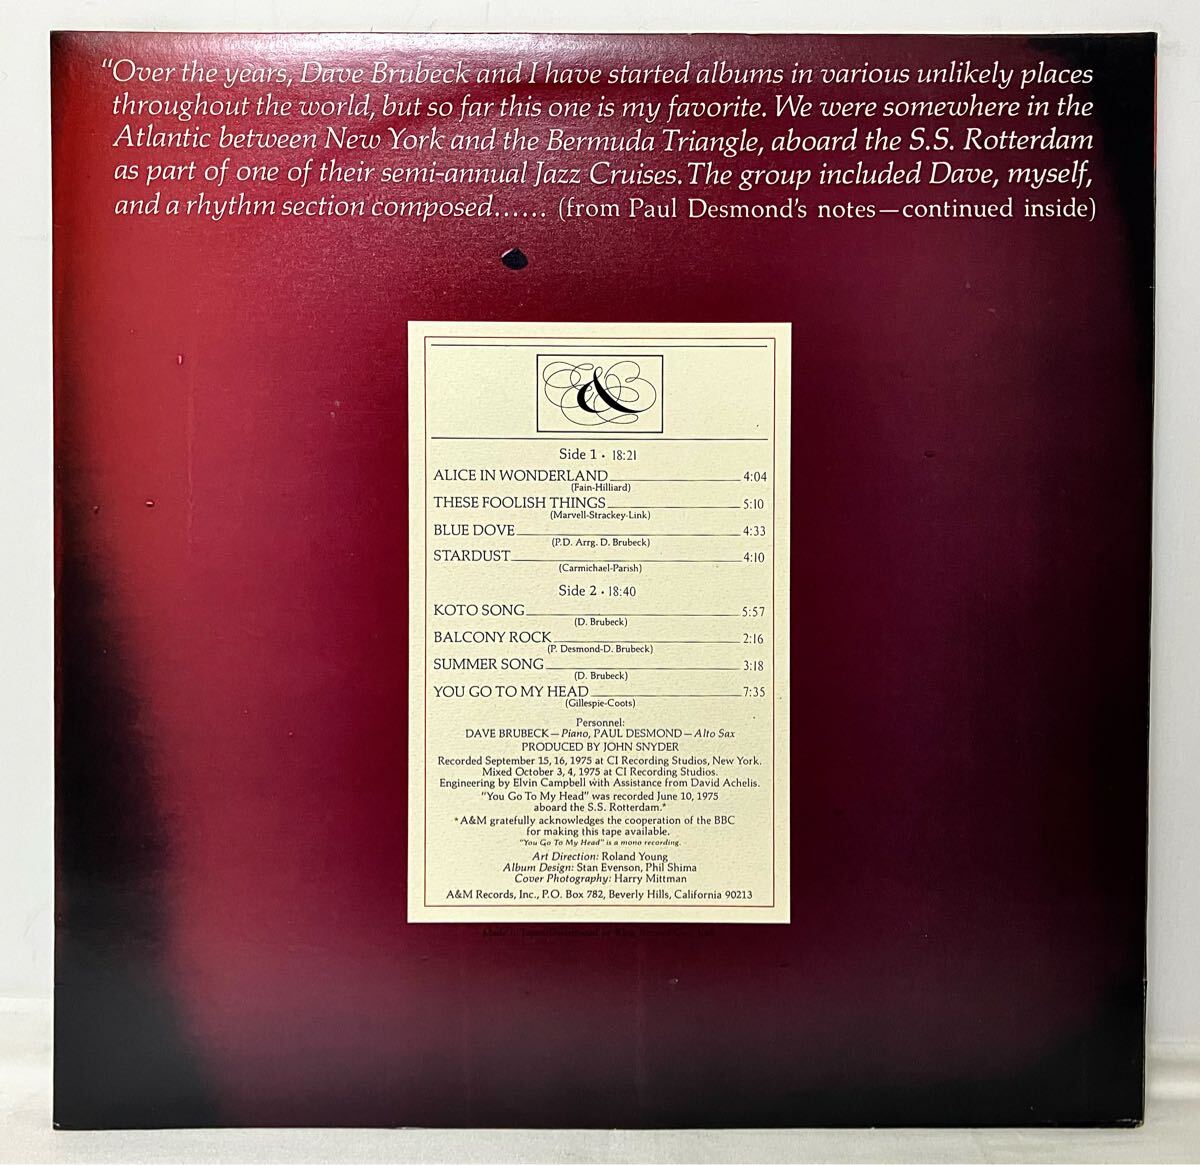 "Over the years, Dave Brubeck and I have started albums in various unlikely places
throughout the world, but so far this one is my favorite. We were somewhere in the
Atlantic between New York and the Bermuda Triangle, aboard the S.S. Rotterdam
as part of one of their semi-annual Jazz Cruises. The group included Dave, myself,
and a rhythm section composed...... (from Paul Desmond's notes—continued inside)
&
Side 1 • 18:21
ALICE IN WONDERLAND 4:04
(Fain-Hilliard)
THESE FOOLISH THINGS 5:10
(Marvell-Strackey-Link)
BLUE DOVE 4:33
(P.D. Arrg. D. Brubeck)
STARDUST 4:10
(Carmichael-Parish)
Side 2 • 18:40
KOTO SONG 5:57
(D. Brubeck)
BALCONY ROCK 2:16
(P. Desmond-D. Brubeck)
SUMMER SONG 3:18
(D. Brubeck)
YOU GO TO MY HEAD 7:35
(Gillespie-Coots)
Personnel:
DAVE BRUBECK—Piano, PAUL DESMOND—Alto Sax
PRODUCED BY JOHN SNYDER
Recorded September 15, 16, 1975 at CI Recording Studios, New York.
Mixed October 3, 4, 1975 at CI Recording Studios.
Engineering by Elvin Campbell with Assistance from David Achelis.
"You Go To My Head" was recorded June 10, 1975
aboard the S.S. Rotterdam.*
*A&M gratefully acknowledges the cooperation of the BBC
for making this tape available.
"You Go To My Head" is a mono recording.
Art Direction: Roland Young
Album Design: Stan Evenson, Phil Shima
Cover Photography: Harry Mittman
A&M Records, Inc., P.O. Box 782, Beverly Hills, California 90213